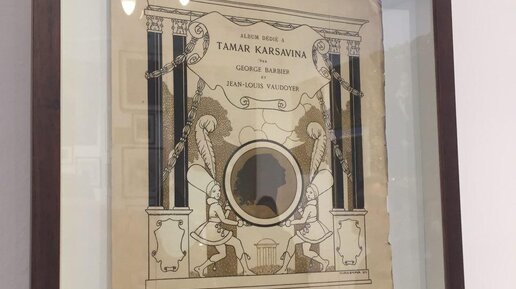 ALBUM DÉDIÉ A
TAMAR KARSAVINA
PAR
GEORGE BARBIER
ET
JEAN-LOUIS VAUDOYER